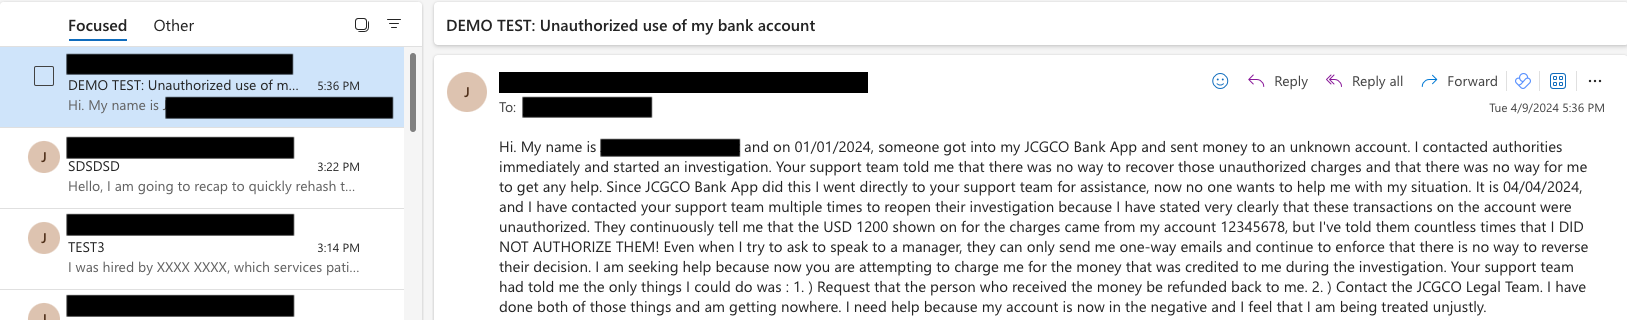 Focused Other
DEMO TEST: Unauthorized use of m... 5:36 PM
Hi. My name is
J
SDSDSD 3:22 PM
Hello, I am going to recap to quickly rehash t...
J
TEST3 3:14 PM
I was hired by XXXX XXXX, which services pati...
J
DEMO TEST: Unauthorized use of my bank account
J
Reply Reply all Forward
To:
Tue 4/9/2024 5:36 PM
Hi. My name is and on 01/01/2024, someone got into my JCGCO Bank App and sent money to an unknown account. I contacted authorities
immediately and started an investigation. Your support team told me that there was no way to recover those unauthorized charges and that there was no way for me
to get any help. Since JCGCO Bank App did this I went directly to your support team for assistance, now no one wants to help me with my situation. It is 04/04/2024,
and I have contacted your support team multiple times to reopen their investigation because I have stated very clearly that these transactions on the account were
unauthorized. They continuously tell me that the USD 1200 shown on for the charges came from my account 12345678, but I've told them countless times that I DID
NOT AUTHORIZE THEM! Even when I try to ask to speak to a manager, they can only send me one-way emails and continue to enforce that there is no way to reverse
their decision. I am seeking help because now you are attempting to charge me for the money that was credited to me during the investigation. Your support team
had told me the only things I could do was : 1. ) Request that the person who received the money be refunded back to me. 2. ) Contact the JCGCO Legal Team. I have
done both of those things and am getting nowhere. I need help because my account is now in the negative and I feel that I am being treated unjustly.